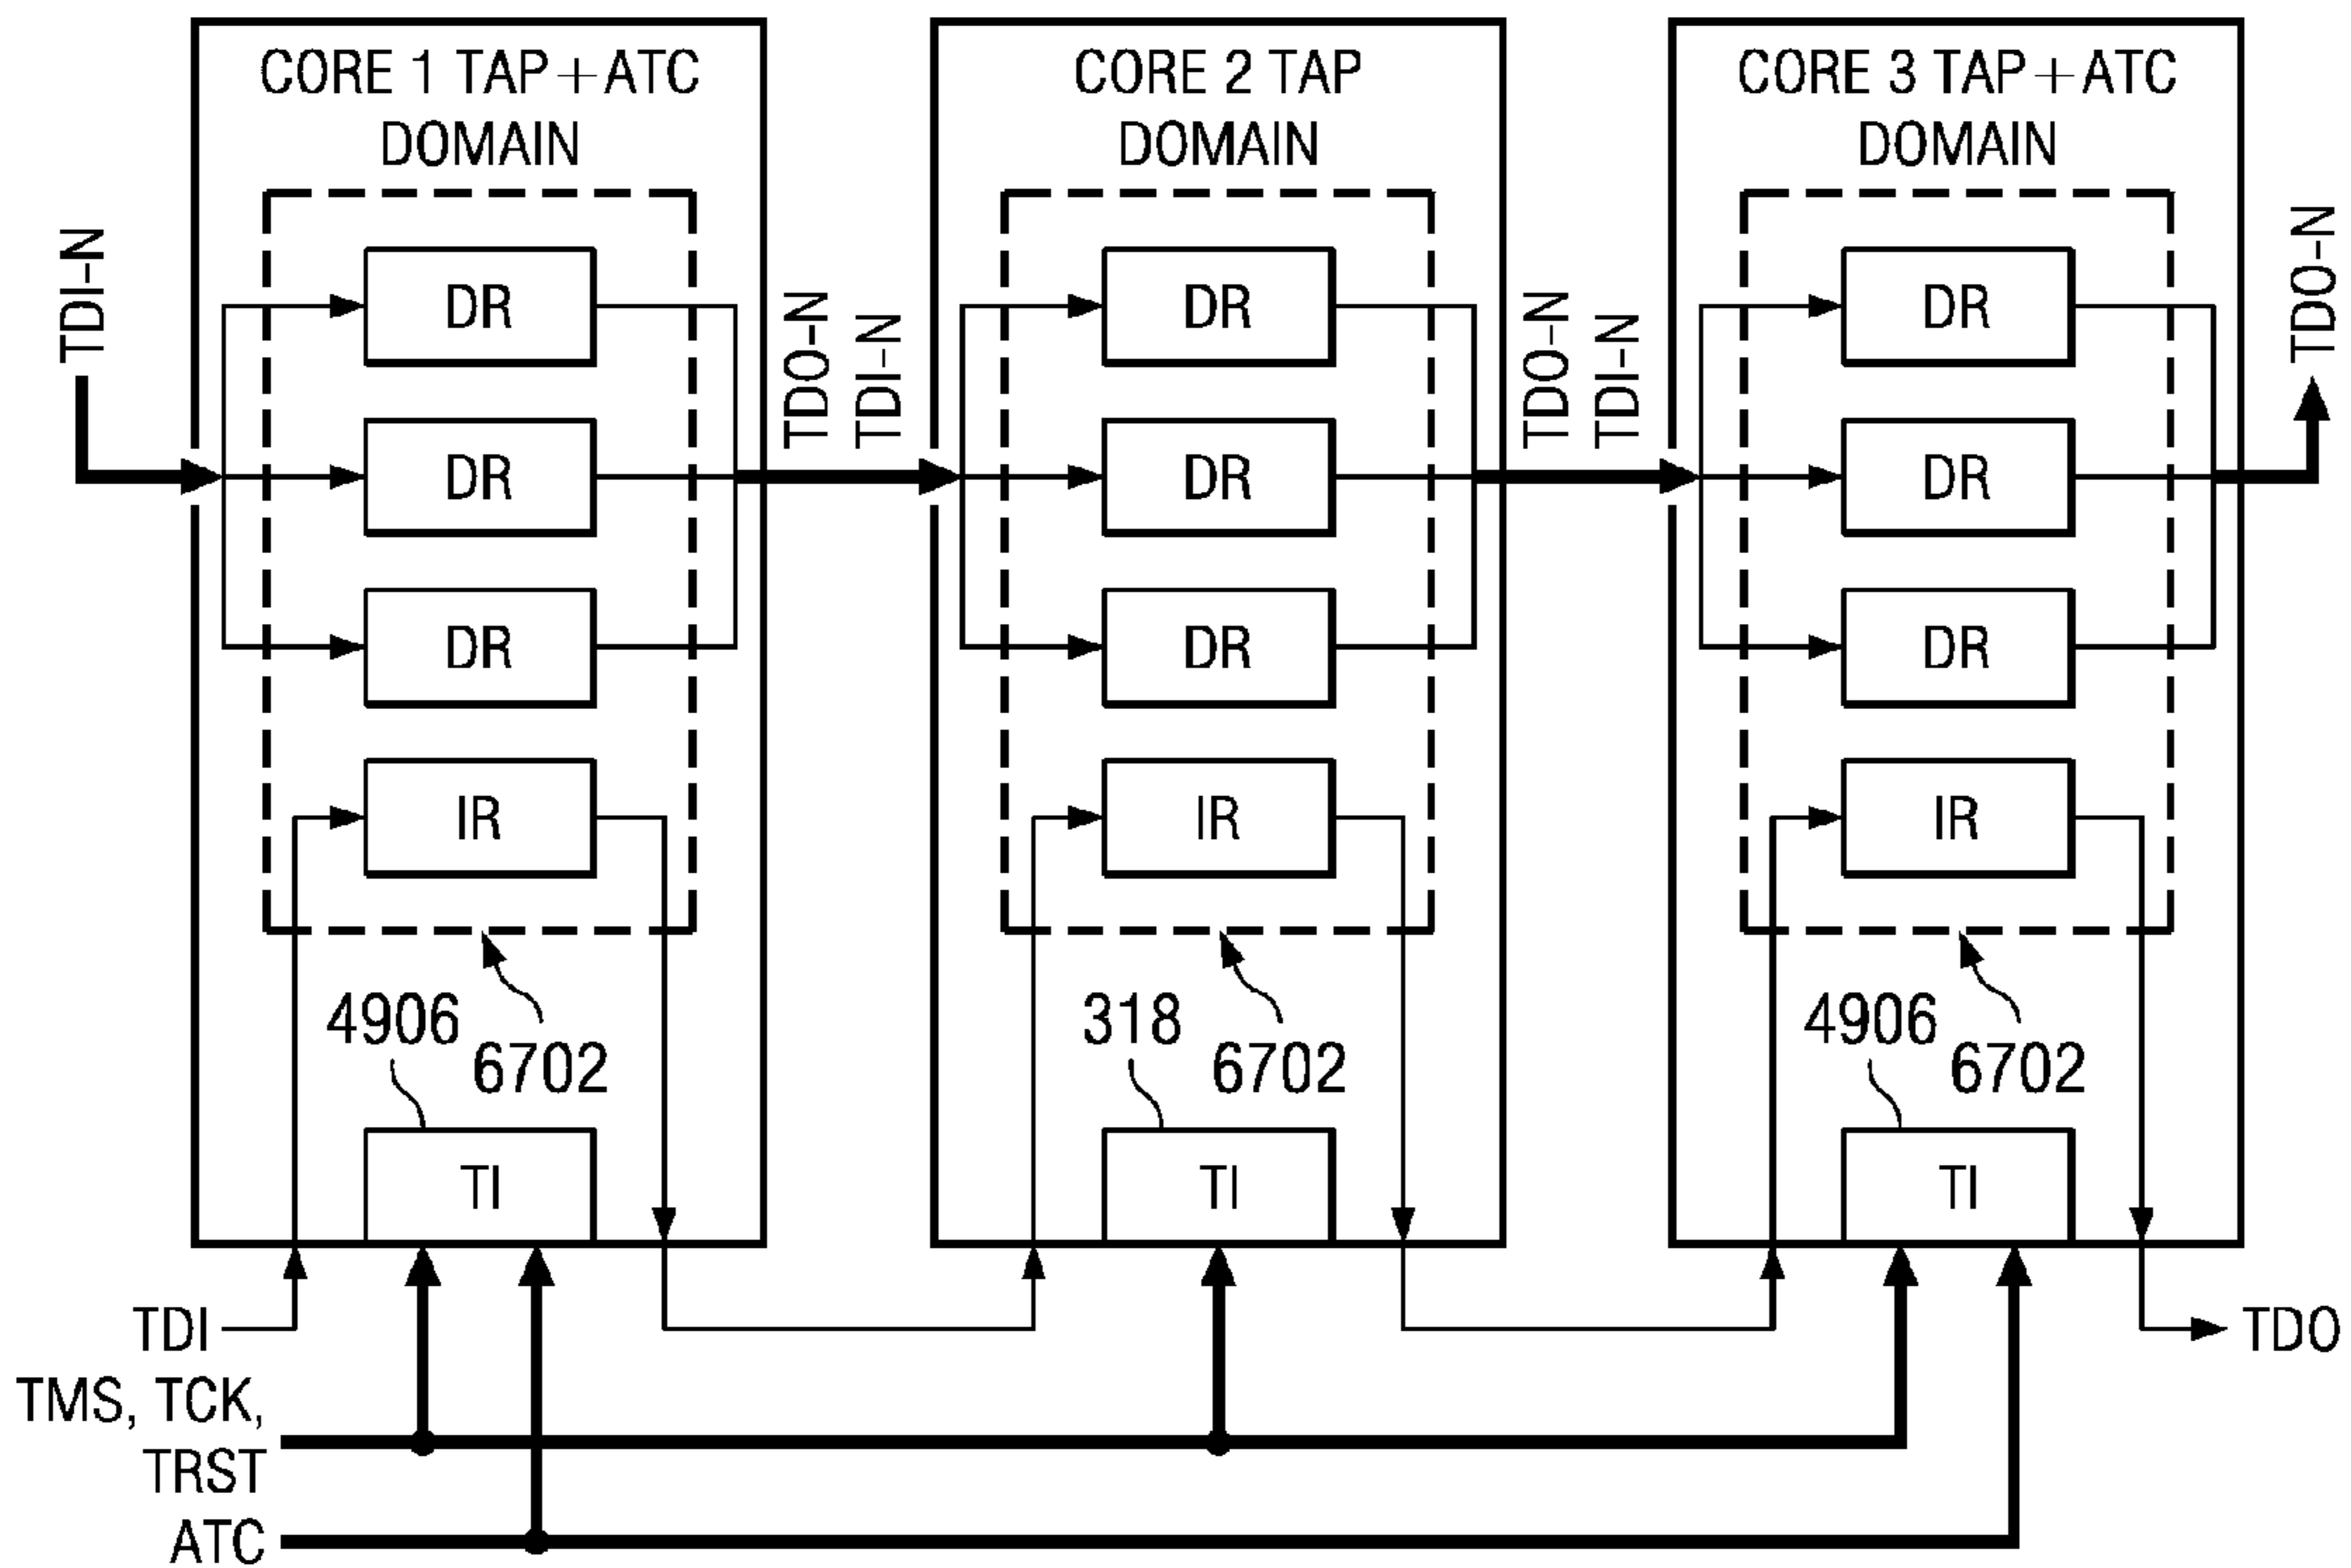 CORE 1 TAP+ATC
DOMAIN
CORE 2 TAP
DOMAIN
CORE 3 TAP+ATC
DOMAIN
TDI-N
TDO-N
TDI-N
TDO-N
TDI-N
TDO-N
DR
DR
DR
DR
DR
DR
DR
DR
DR
IR
IR
IR
4906
6702
318
6702
4906
6702
TI
TI
TI
TDI
TDO
TMS, TCK,
TRST
ATC